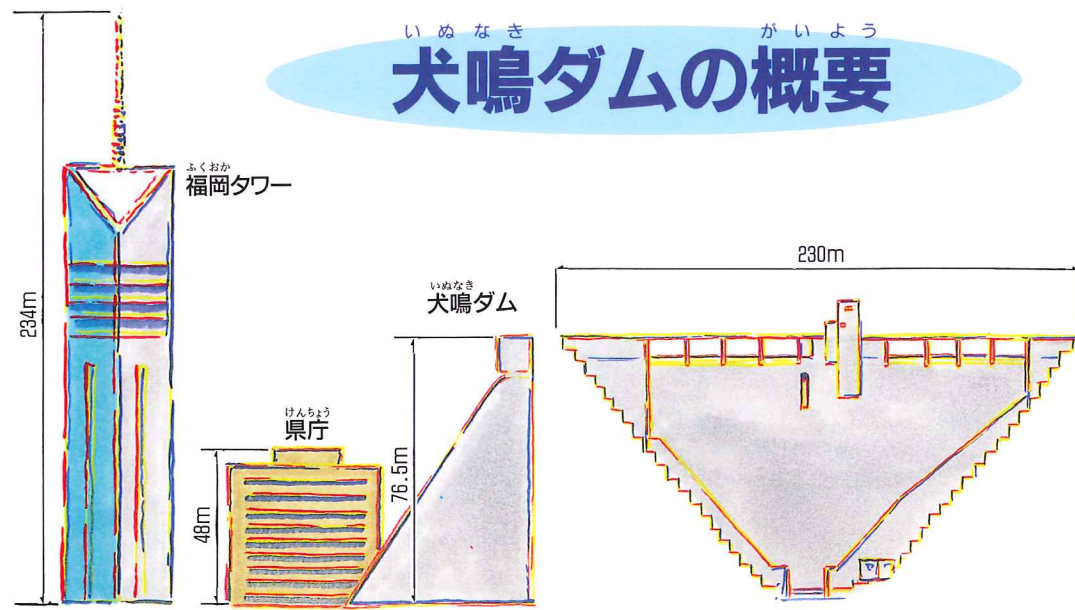 いぬなき がいよう
犬鳴ダムの概要
ふくおか
福岡タワー
234m
けんちょう
県庁
48m
いぬなき
犬鳴ダム
76.5m
230m